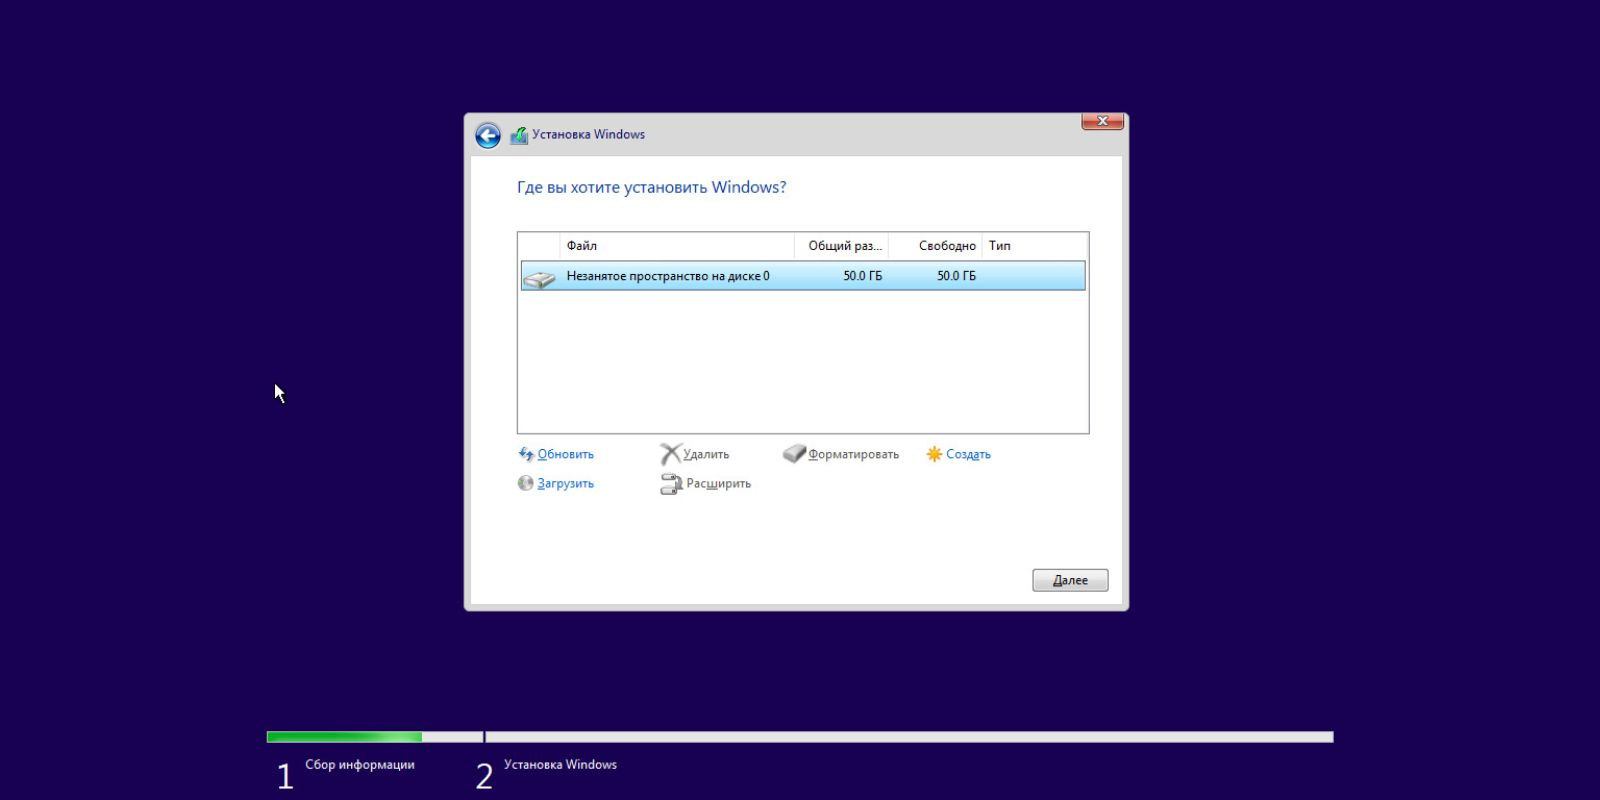 Установка Windows
Где вы хотите установить Windows?
Файл Общий раз... Свободно Тип
Незанятое пространство на диске 0 50.0 ГБ 50.0 ГБ
Обновить Удалить Форматировать Создать
Загрузить Расширить
Далее
1 Сбор информации 2 Установка Windows